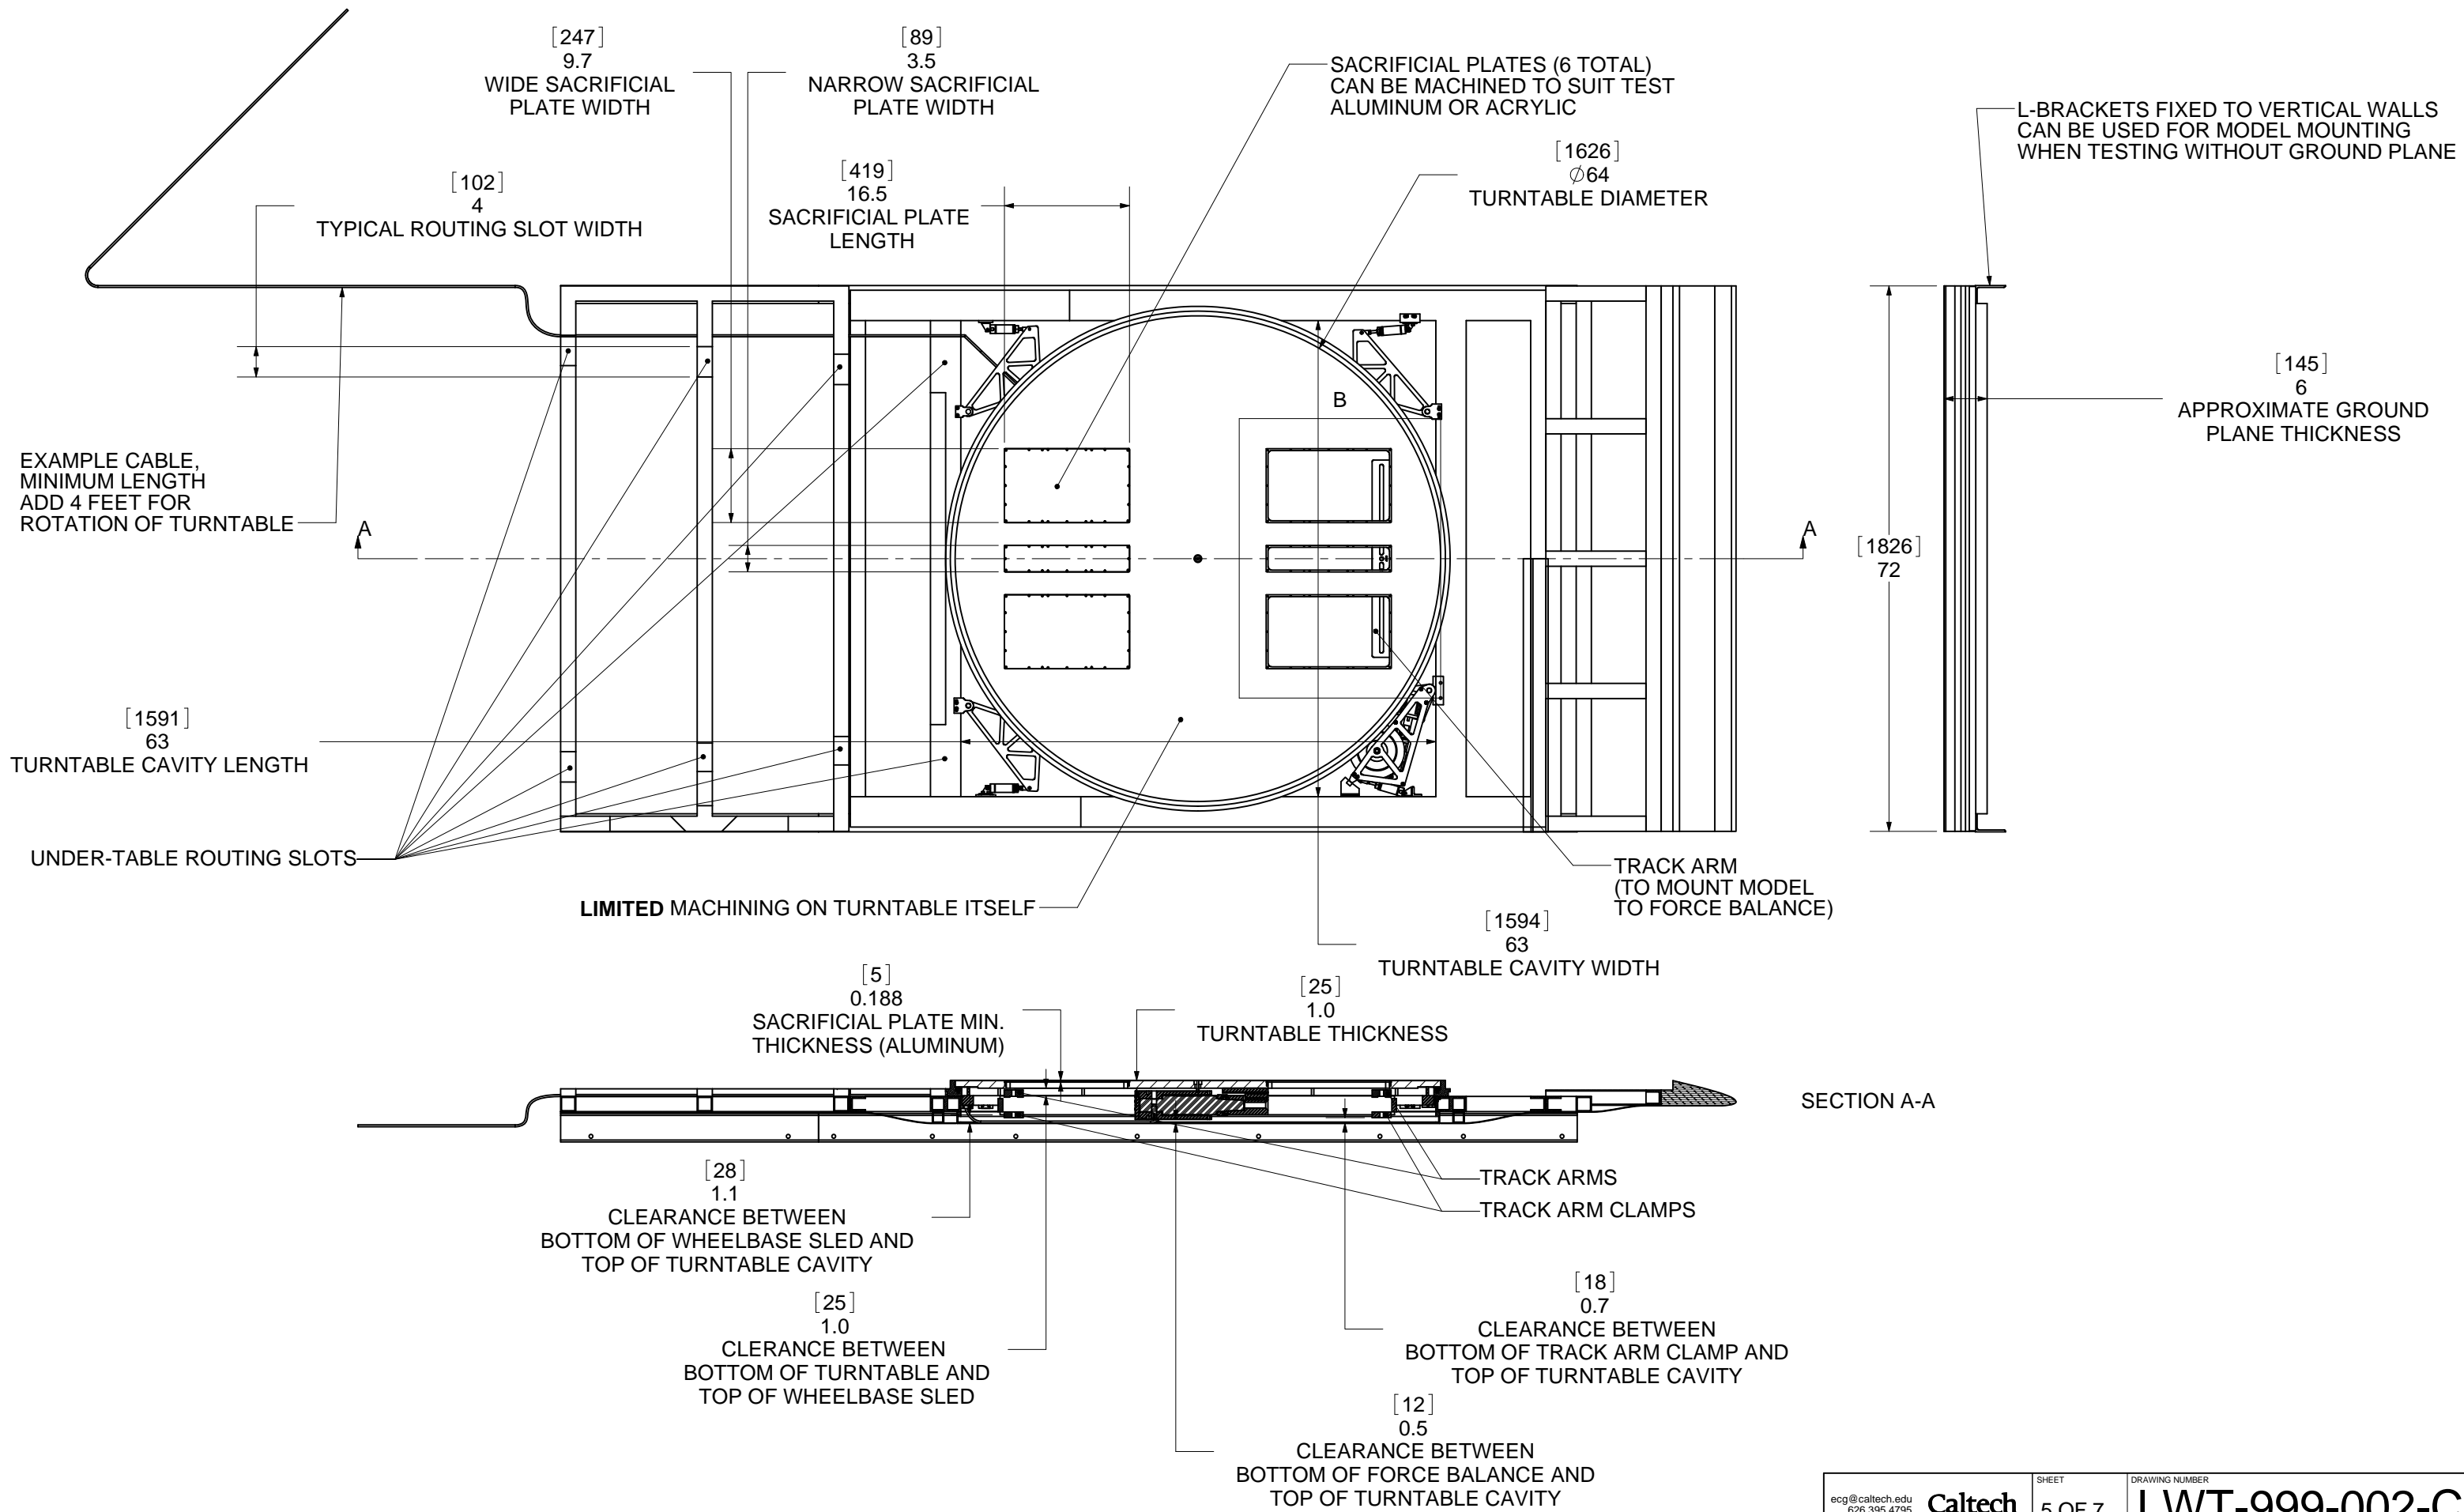 [247]
9.7
WIDE SACRIFICIAL
PLATE WIDTH
[89]
3.5
NARROW SACRIFICIAL
PLATE WIDTH
SACRIFICIAL PLATES (6 TOTAL)
CAN BE MACHINED TO SUIT TEST
ALUMINUM OR ACRYLIC
L-BRACKETS FIXED TO VERTICAL WALLS
CAN BE USED FOR MODEL MOUNTING
WHEN TESTING WITHOUT GROUND PLANE
[102]
4
TYPICAL ROUTING SLOT WIDTH
[419]
16.5
SACRIFICIAL PLATE
LENGTH
[1626]
∅64
TURNTABLE DIAMETER
[145]
6
APPROXIMATE GROUND
PLANE THICKNESS
B
EXAMPLE CABLE,
MINIMUM LENGTH
ADD 4 FEET FOR
ROTATION OF TURNTABLE
A
A
[1826]
72
[1591]
63
TURNTABLE CAVITY LENGTH
UNDER-TABLE ROUTING SLOTS
LIMITED MACHINING ON TURNTABLE ITSELF
TRACK ARM
(TO MOUNT MODEL
TO FORCE BALANCE)
[1594]
63
TURNTABLE CAVITY WIDTH
[5]
0.188
SACRIFICIAL PLATE MIN.
THICKNESS (ALUMINUM)
[25]
1.0
TURNTABLE THICKNESS
SECTION A-A
TRACK ARMS
TRACK ARM CLAMPS
[28]
1.1
CLEARANCE BETWEEN
BOTTOM OF WHEELBASE SLED AND
TOP OF TURNTABLE CAVITY
[25]
1.0
CLERANCE BETWEEN
BOTTOM OF TURNTABLE AND
TOP OF WHEELBASE SLED
[18]
0.7
CLEARANCE BETWEEN
BOTTOM OF TRACK ARM CLAMP AND
TOP OF TURNTABLE CAVITY
[12]
0.5
CLEARANCE BETWEEN
BOTTOM OF FORCE BALANCE AND
TOP OF TURNTABLE CAVITY
ecg@caltech.edu
626.395.4795
Caltech
SHEET
5 OF 7
DRAWING NUMBER
LWT-999-002-C